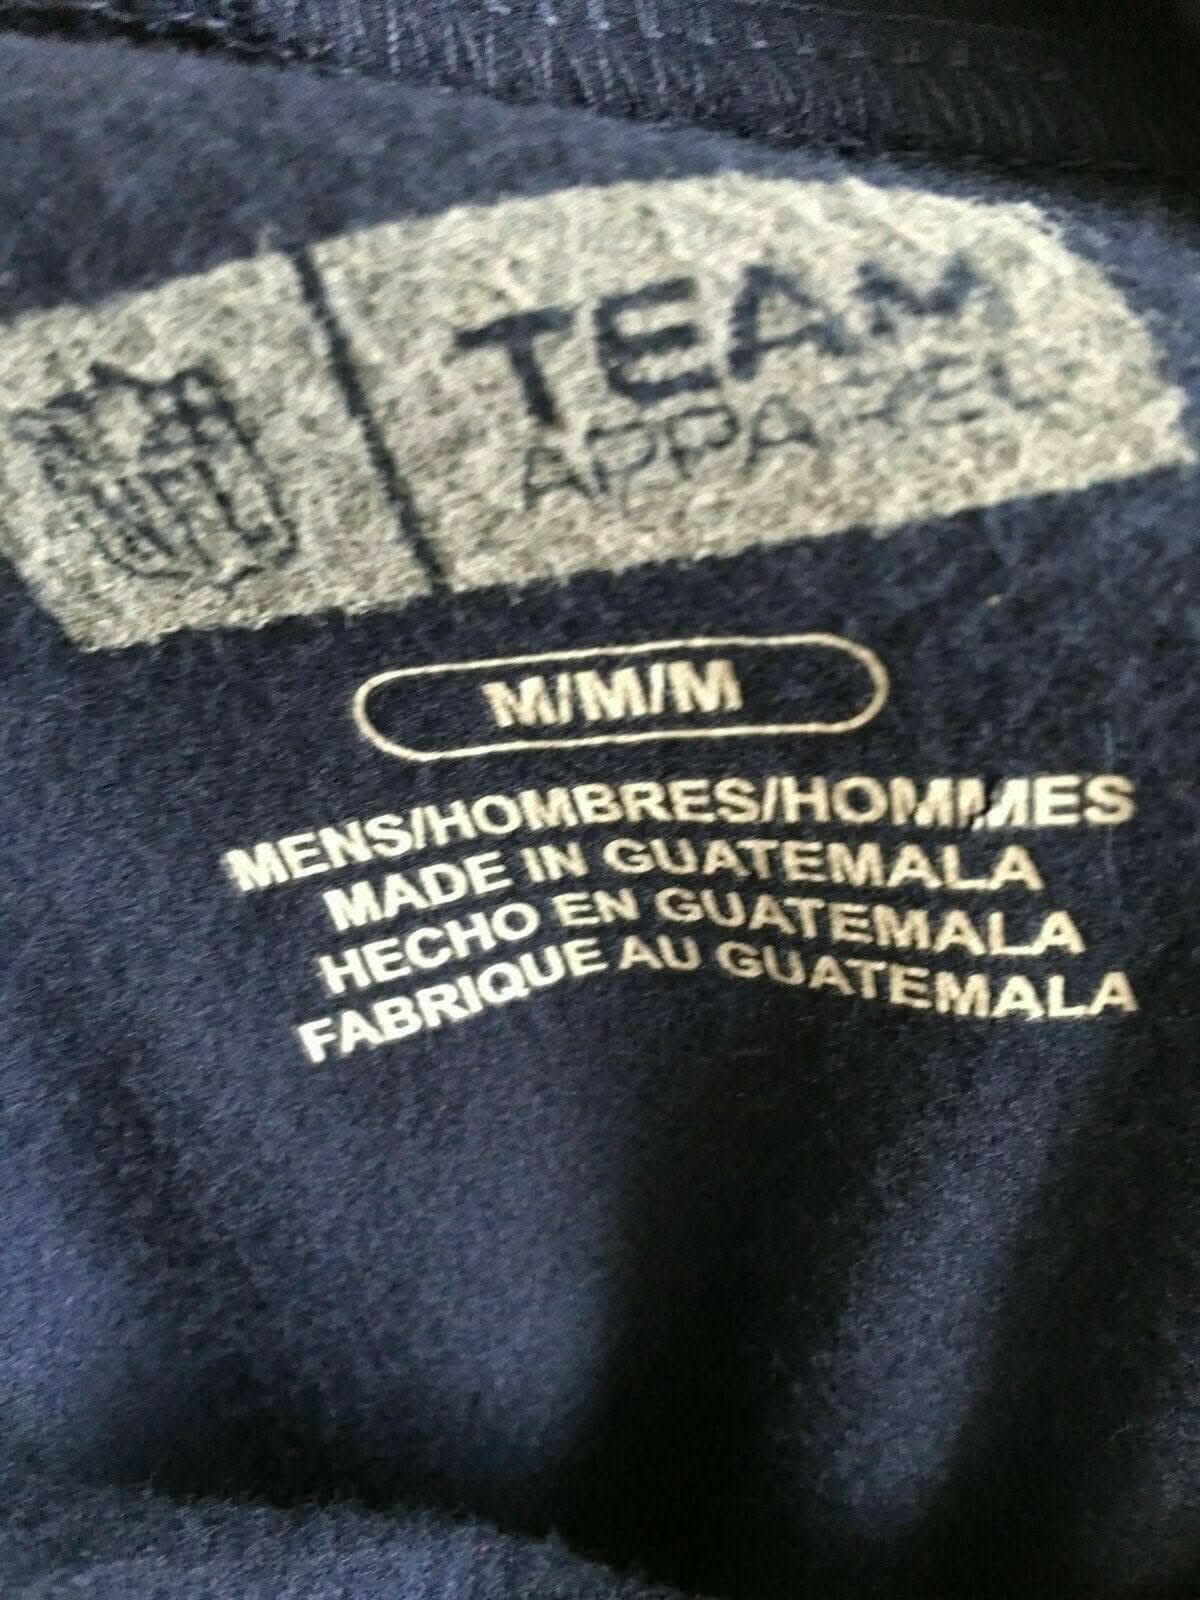 NFL
TEAM
APPAREL
M/M/M
MENS/HOMBRES/HOMMES
MADE IN GUATEMALA
HECHO EN GUATEMALA
FABRIQUE AU GUATEMALA